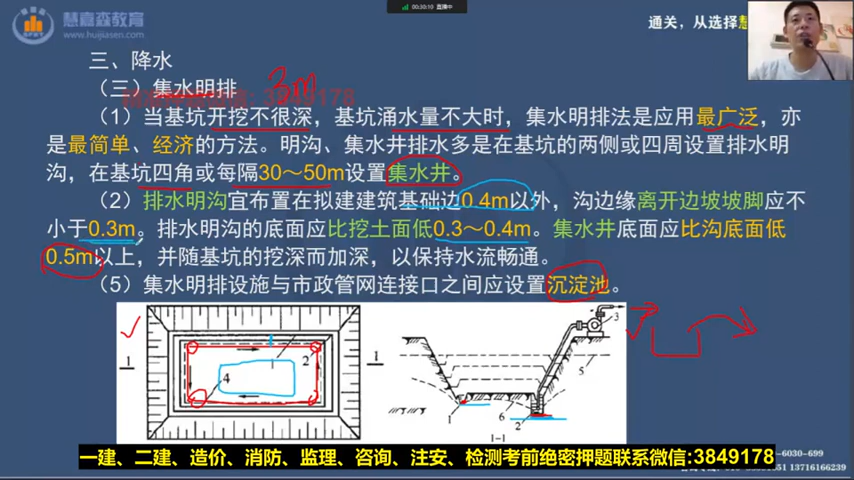 慧嘉森教育
www.huijiasen.com
00:30:10 直播中
通关，从选择慧
三、降水
（三）集水明排 3m
3849178
（1）当基坑开挖不很深，基坑涌水量不大时，集水明排法是应用最广泛，亦
是最简单、经济的方法。明沟、集水井排水多是在基坑的两侧或四周设置排水明
沟，在基坑四角或每隔30～50m设置集水井。
（2）排水明沟宜布置在拟建建筑基础边0.4m以外，沟边缘离开边坡坡脚应不
小于0.3m。排水明沟的底面应比挖土面低0.3～0.4m。集水井底面应比沟底面低
0.5m以上，并随基坑的挖深而加深，以保持水流畅通。
（5）集水明排设施与市政管网连接口之间应设置沉淀池。
1 1 2 4
1 2 3 5 6
1-1
一建、二建、造价、消防、监理、咨询、注安、检测考前绝密押题联系微信:3849178
-6030-699
13716166239